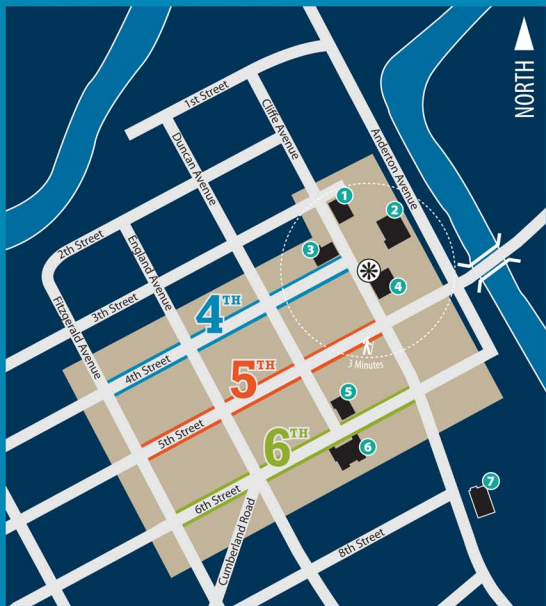 NORTH
1st Street
Cliffe Avenue
Duncan Avenue
Anderton Avenue
2th Street
England Avenue
Fitzgerald Avenue
3th Street
1
2
3
4
4TH
4th Street
3 Minutes
5TH
5th Street
5
6TH
6
6th Street
7
Cumberland Road
8th Street